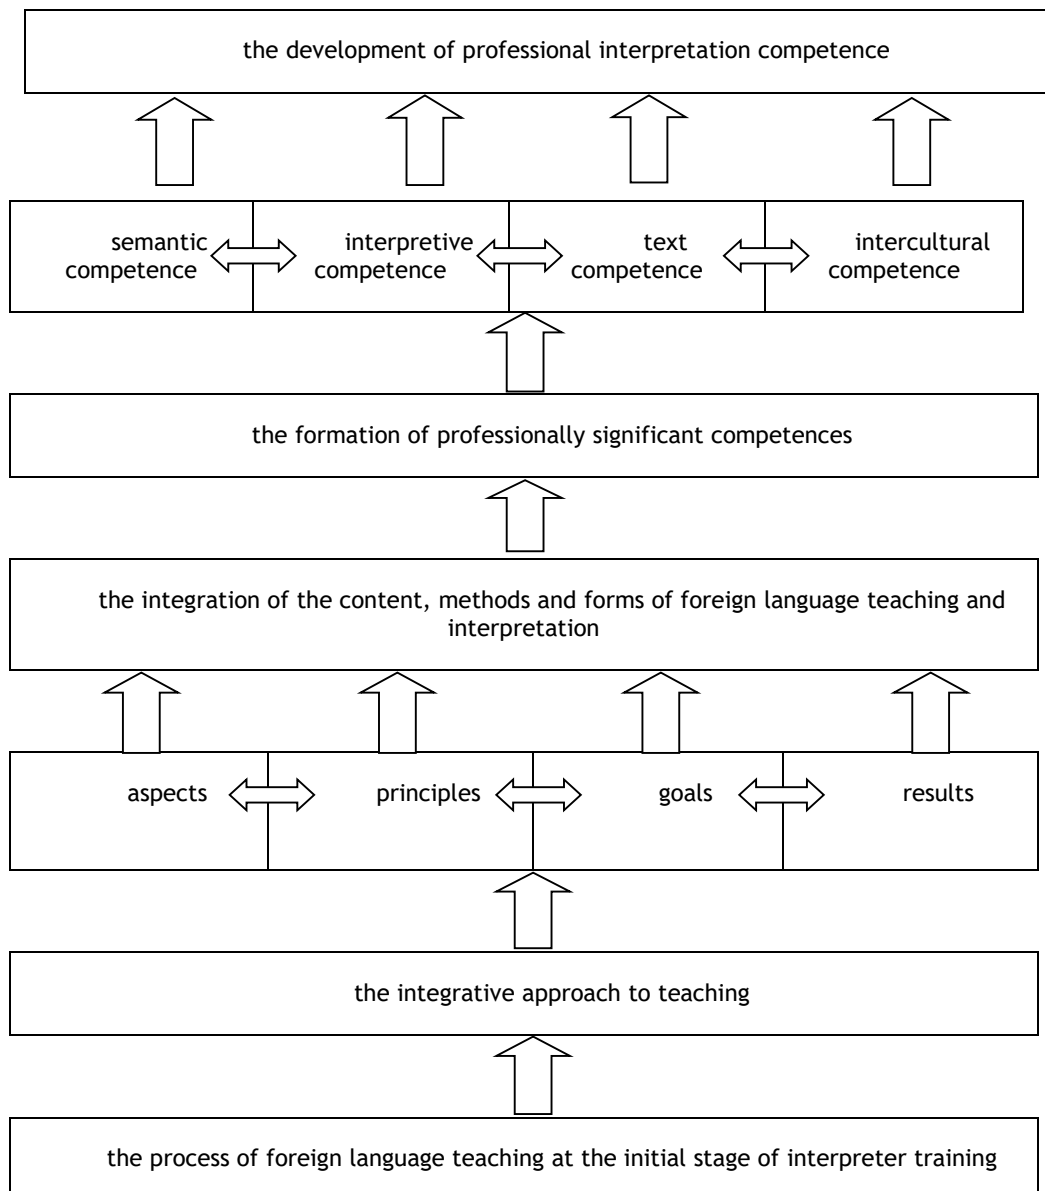 the development of professional interpretation competence
semantic interpretive text intercultural
competence competence competence competence
the formation of professionally significant competences
the integration of the content, methods and forms of foreign language teaching and
interpretation
aspects principles goals results
the integrative approach to teaching
the process of foreign language teaching at the initial stage of interpreter training